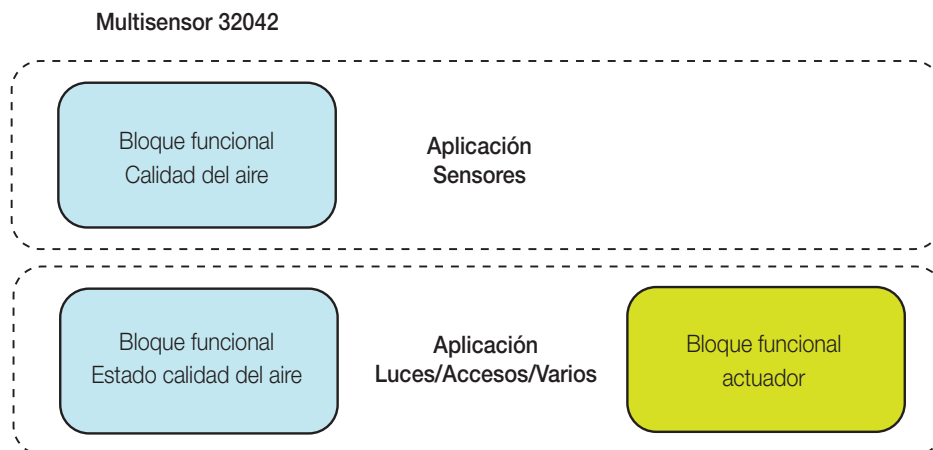 Multisensor 32042
Bloque funcional
Calidad del aire
Aplicación
Sensores
Bloque funcional
Estado calidad del aire
Aplicación
Luces/Accesos/Varios
Bloque funcional
actuador